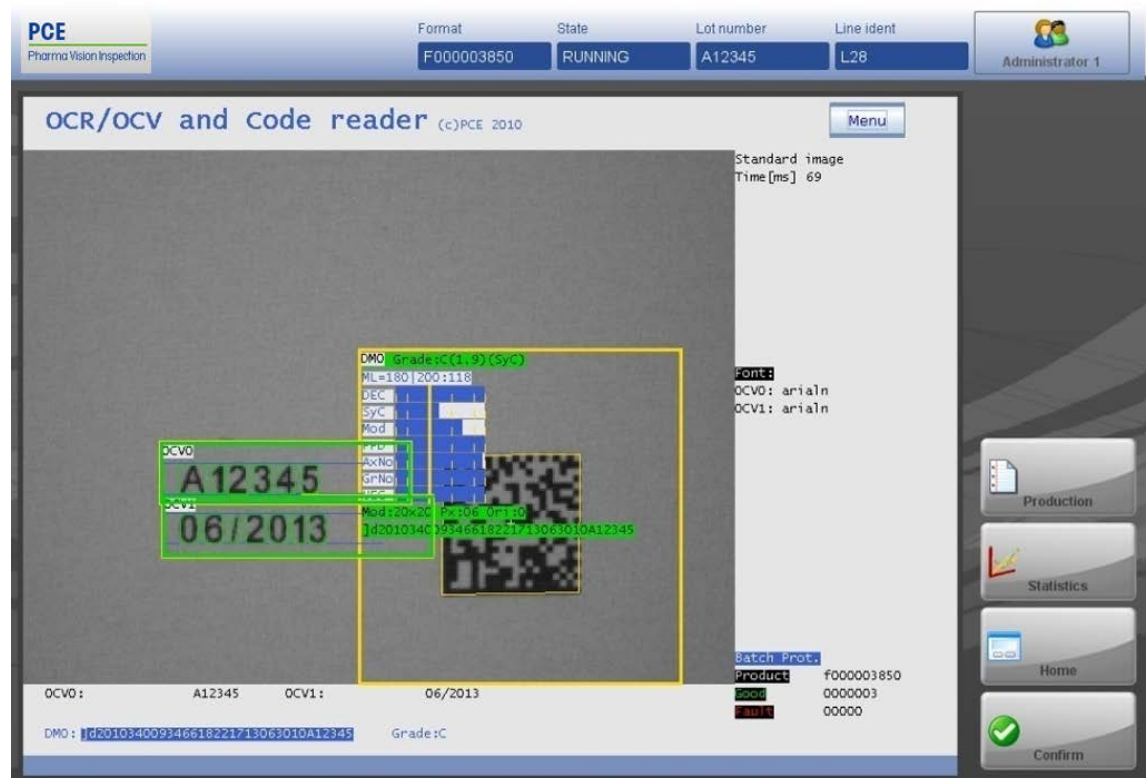 PCE
Pharma Vision Inspection
Format
State
Lot number
Line ident
F000003850
RUNNING
A12345
L28
Administrator 1
OCR/OCV and Code reader (c)PCE 2010
Menu
Standard image
Time[ms] 69
DMO Grade:C(1.9)(SyC)
ML=180|200:118
DEC
SyC
Mod
AxNo
GrNo
Font:
OCV0: arialn
OCV1: arialn
OCV0
A12345
OCV1
06/2013
Mod:20x20 Px:06 Ori:0
]d201034009346618221713063010A12345
Production
Statistics
Home
Confirm
Batch Prot.
Product f000003850
Good 0000003
Fault 00000
OCV0: A12345 OCV1: 06/2013
DMO: ]d201034009346618221713063010A12345 Grade:C